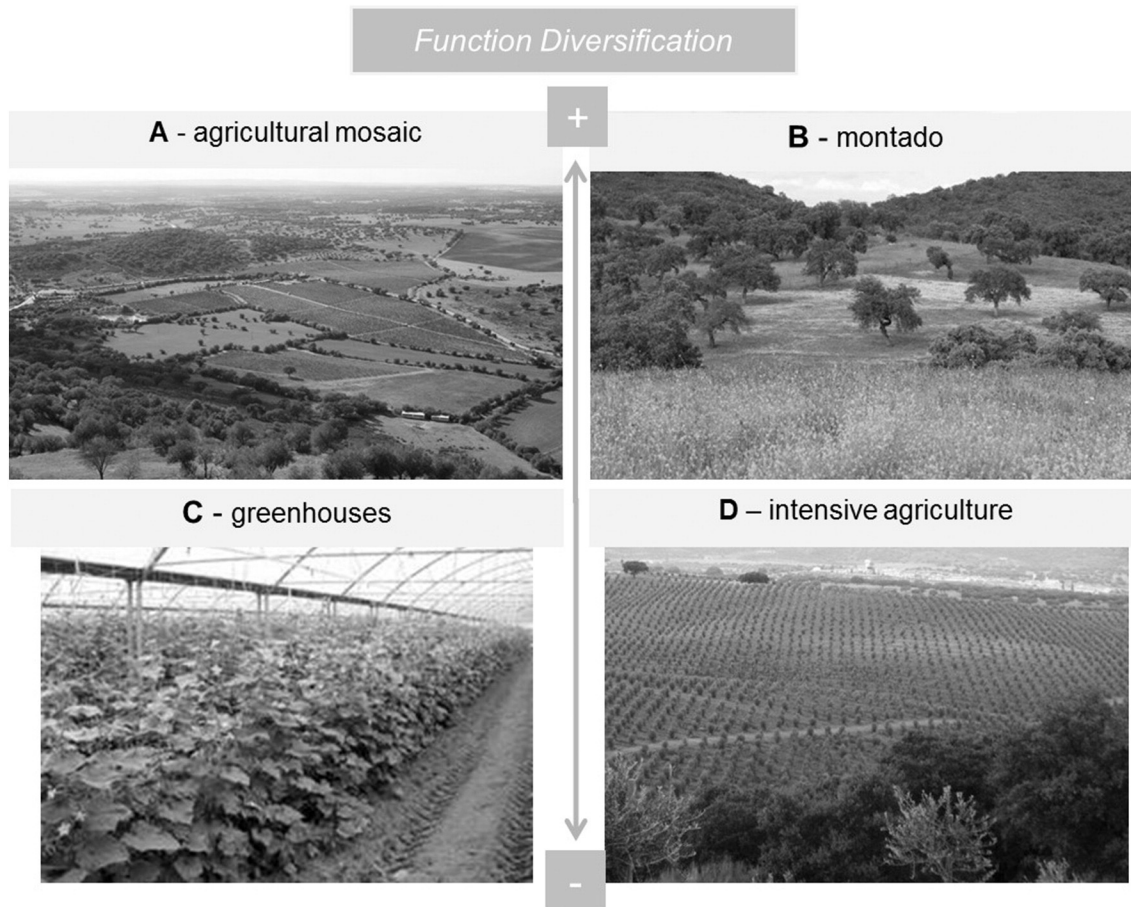 Function Diversification
+
A - agricultural mosaic
B - montado
C - greenhouses
D – intensive agriculture
-